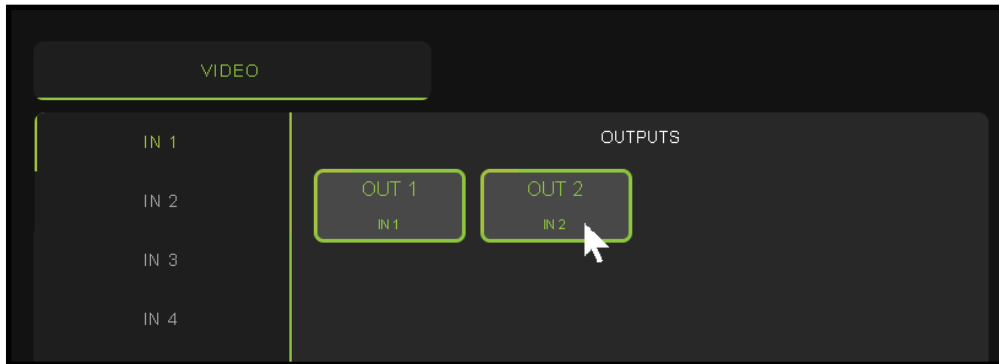 VIDEO
IN 1
IN 2
IN 3
IN 4
OUTPUTS
OUT 1
IN 1
OUT 2
IN 2